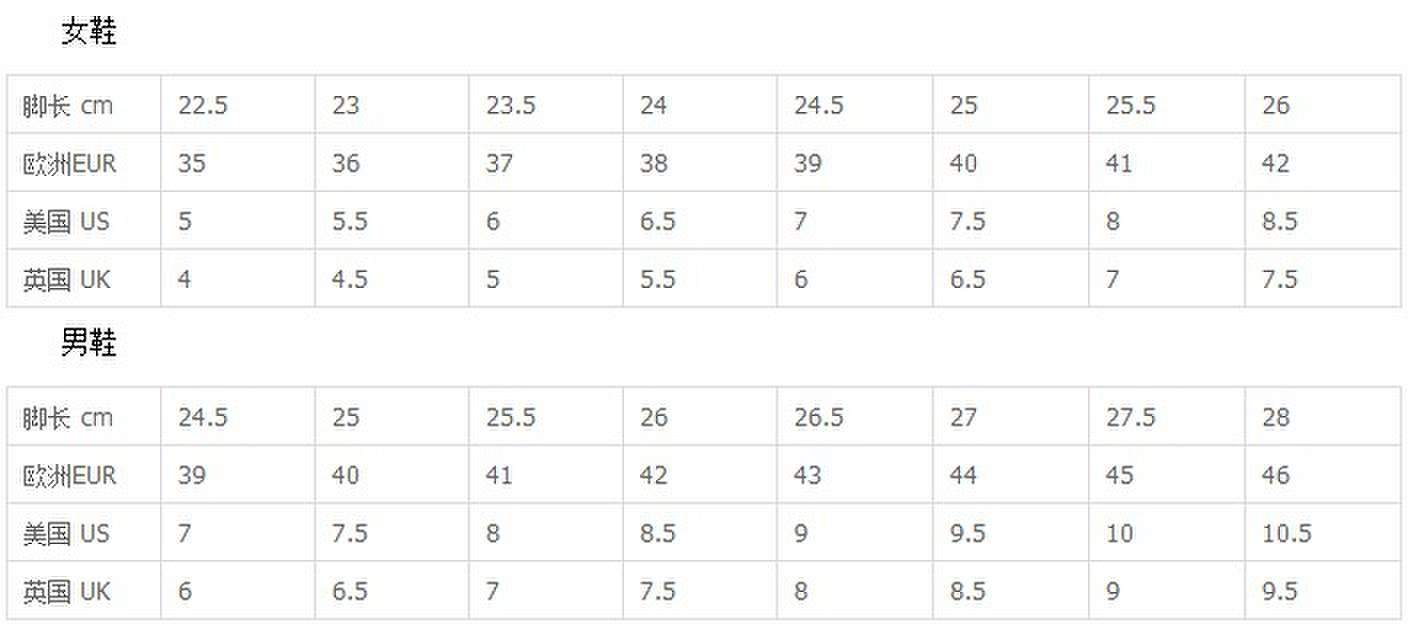 女鞋
脚长 cm 22.5 23 23.5 24 24.5 25 25.5 26
欧洲EUR 35 36 37 38 39 40 41 42
美国 US 5 5.5 6 6.5 7 7.5 8 8.5
英国 UK 4 4.5 5 5.5 6 6.5 7 7.5
男鞋
脚长 cm 24.5 25 25.5 26 26.5 27 27.5 28
欧洲EUR 39 40 41 42 43 44 45 46
美国 US 7 7.5 8 8.5 9 9.5 10 10.5
英国 UK 6 6.5 7 7.5 8 8.5 9 9.5